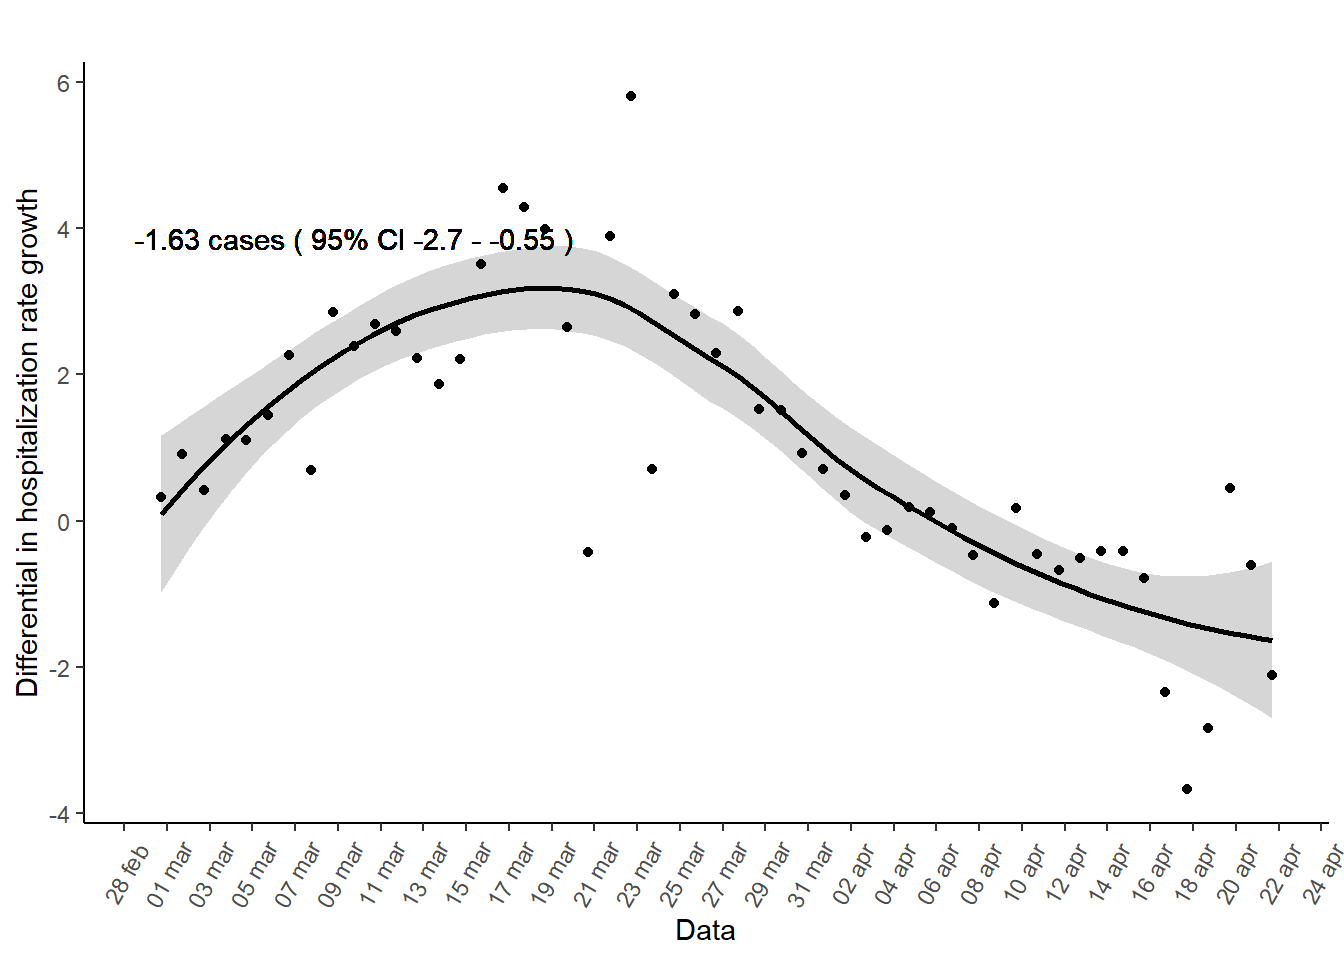 Differential in hospitalization rate growth
6
4
2
0
-2
-4
-1.63 cases ( 95% CI -2.7 - -0.55 )
28 feb
01 mar
03 mar
05 mar
07 mar
09 mar
11 mar
13 mar
15 mar
17 mar
19 mar
21 mar
23 mar
25 mar
27 mar
29 mar
31 mar
02 apr
04 apr
06 apr
08 apr
10 apr
12 apr
14 apr
16 apr
18 apr
20 apr
22 apr
24 apr
Data